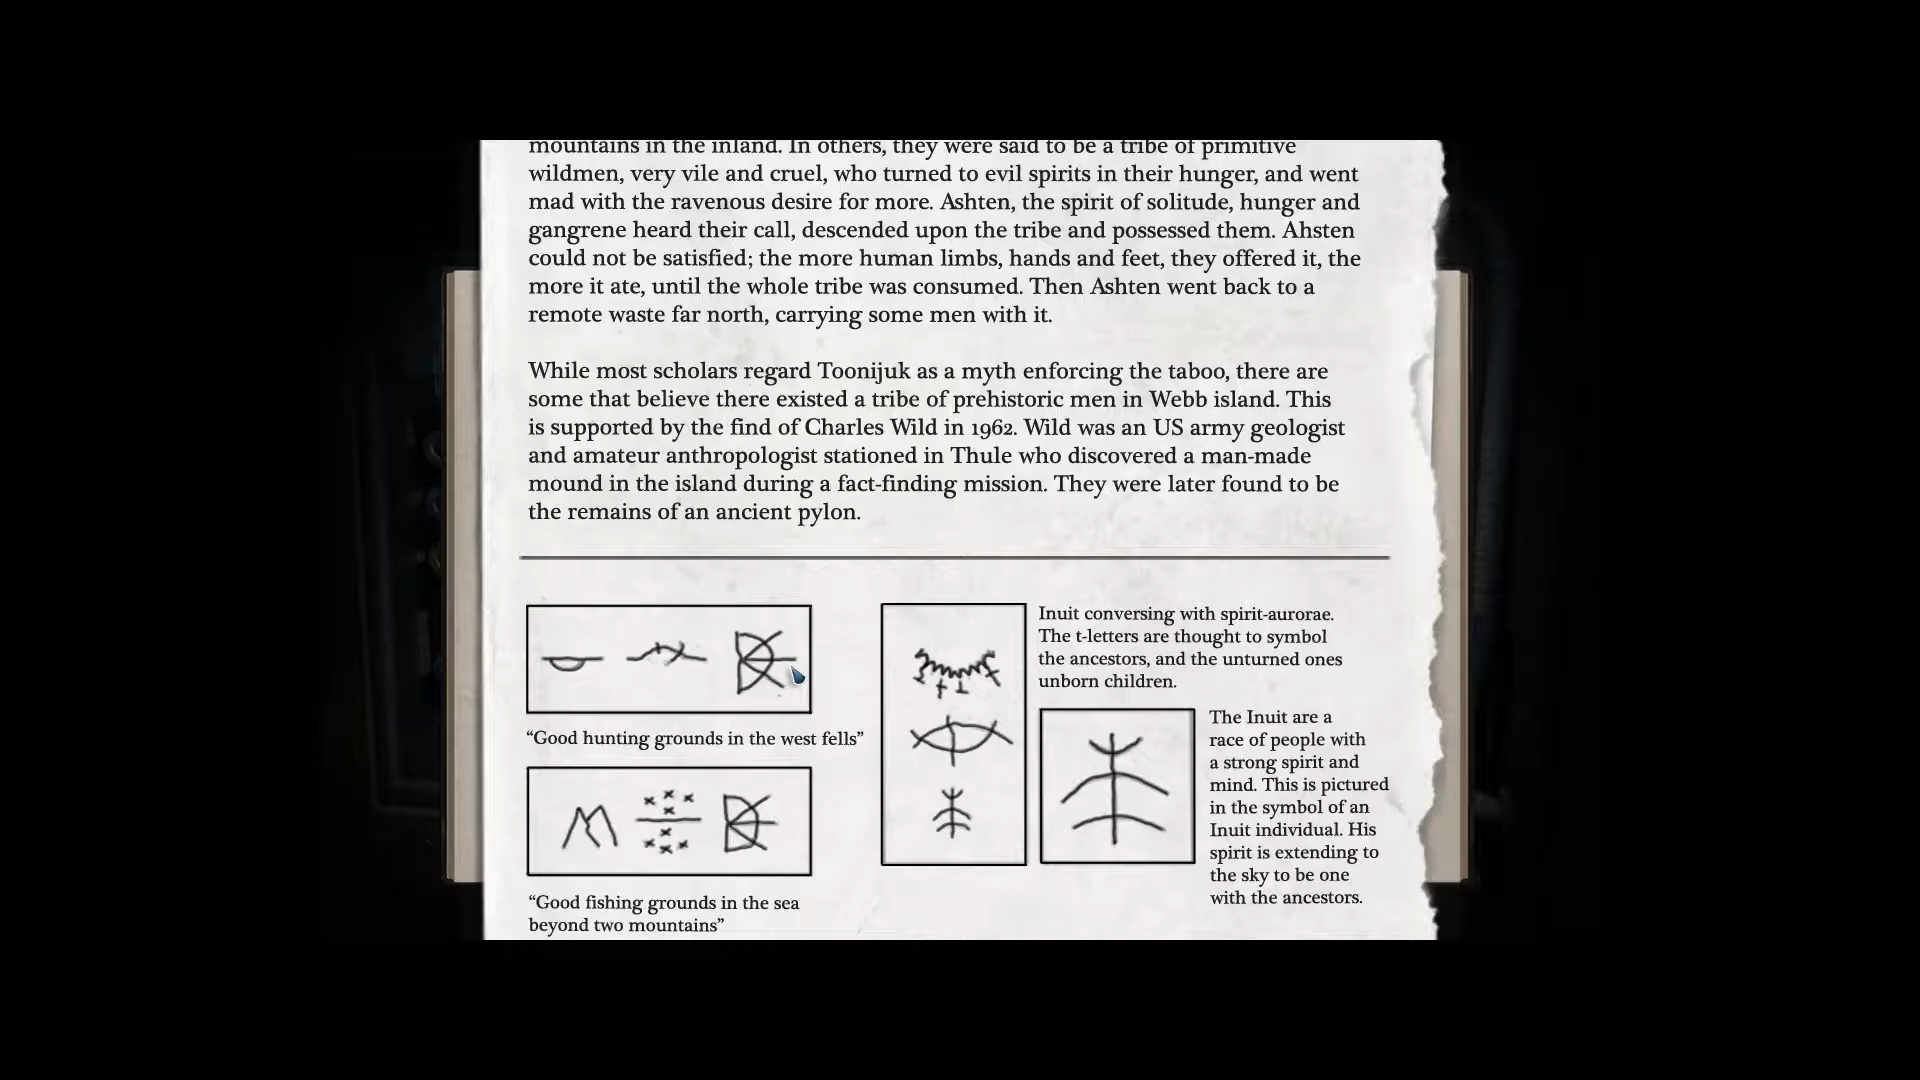 mountains in the inland. In others, they were said to be a tribe of primitive
wildmen, very vile and cruel, who turned to evil spirits in their hunger, and went
mad with the ravenous desire for more. Ashten, the spirit of solitude, hunger and
gangrene heard their call, descended upon the tribe and possessed them. Ahsten
could not be satisfied; the more human limbs, hands and feet, they offered it, the
more it ate, until the whole tribe was consumed. Then Ashten went back to a
remote waste far north, carrying some men with it.
While most scholars regard Toonijuk as a myth enforcing the taboo, there are
some that believe there existed a tribe of prehistoric men in Webb island. This
is supported by the find of Charles Wild in 1962. Wild was an US army geologist
and amateur anthropologist stationed in Thule who discovered a man-made
mound in the island during a fact-finding mission. They were later found to be
the remains of an ancient pylon.
“Good hunting grounds in the west fells”
“Good fishing grounds in the sea
beyond two mountains”
Inuit conversing with spirit-aurorae.
The t-letters are thought to symbol
the ancestors, and the unturned ones
unborn children.
The Inuit are a
race of people with
a strong spirit and
mind. This is pictured
in the symbol of an
Inuit individual. His
spirit is extending to
the sky to be one
with the ancestors.